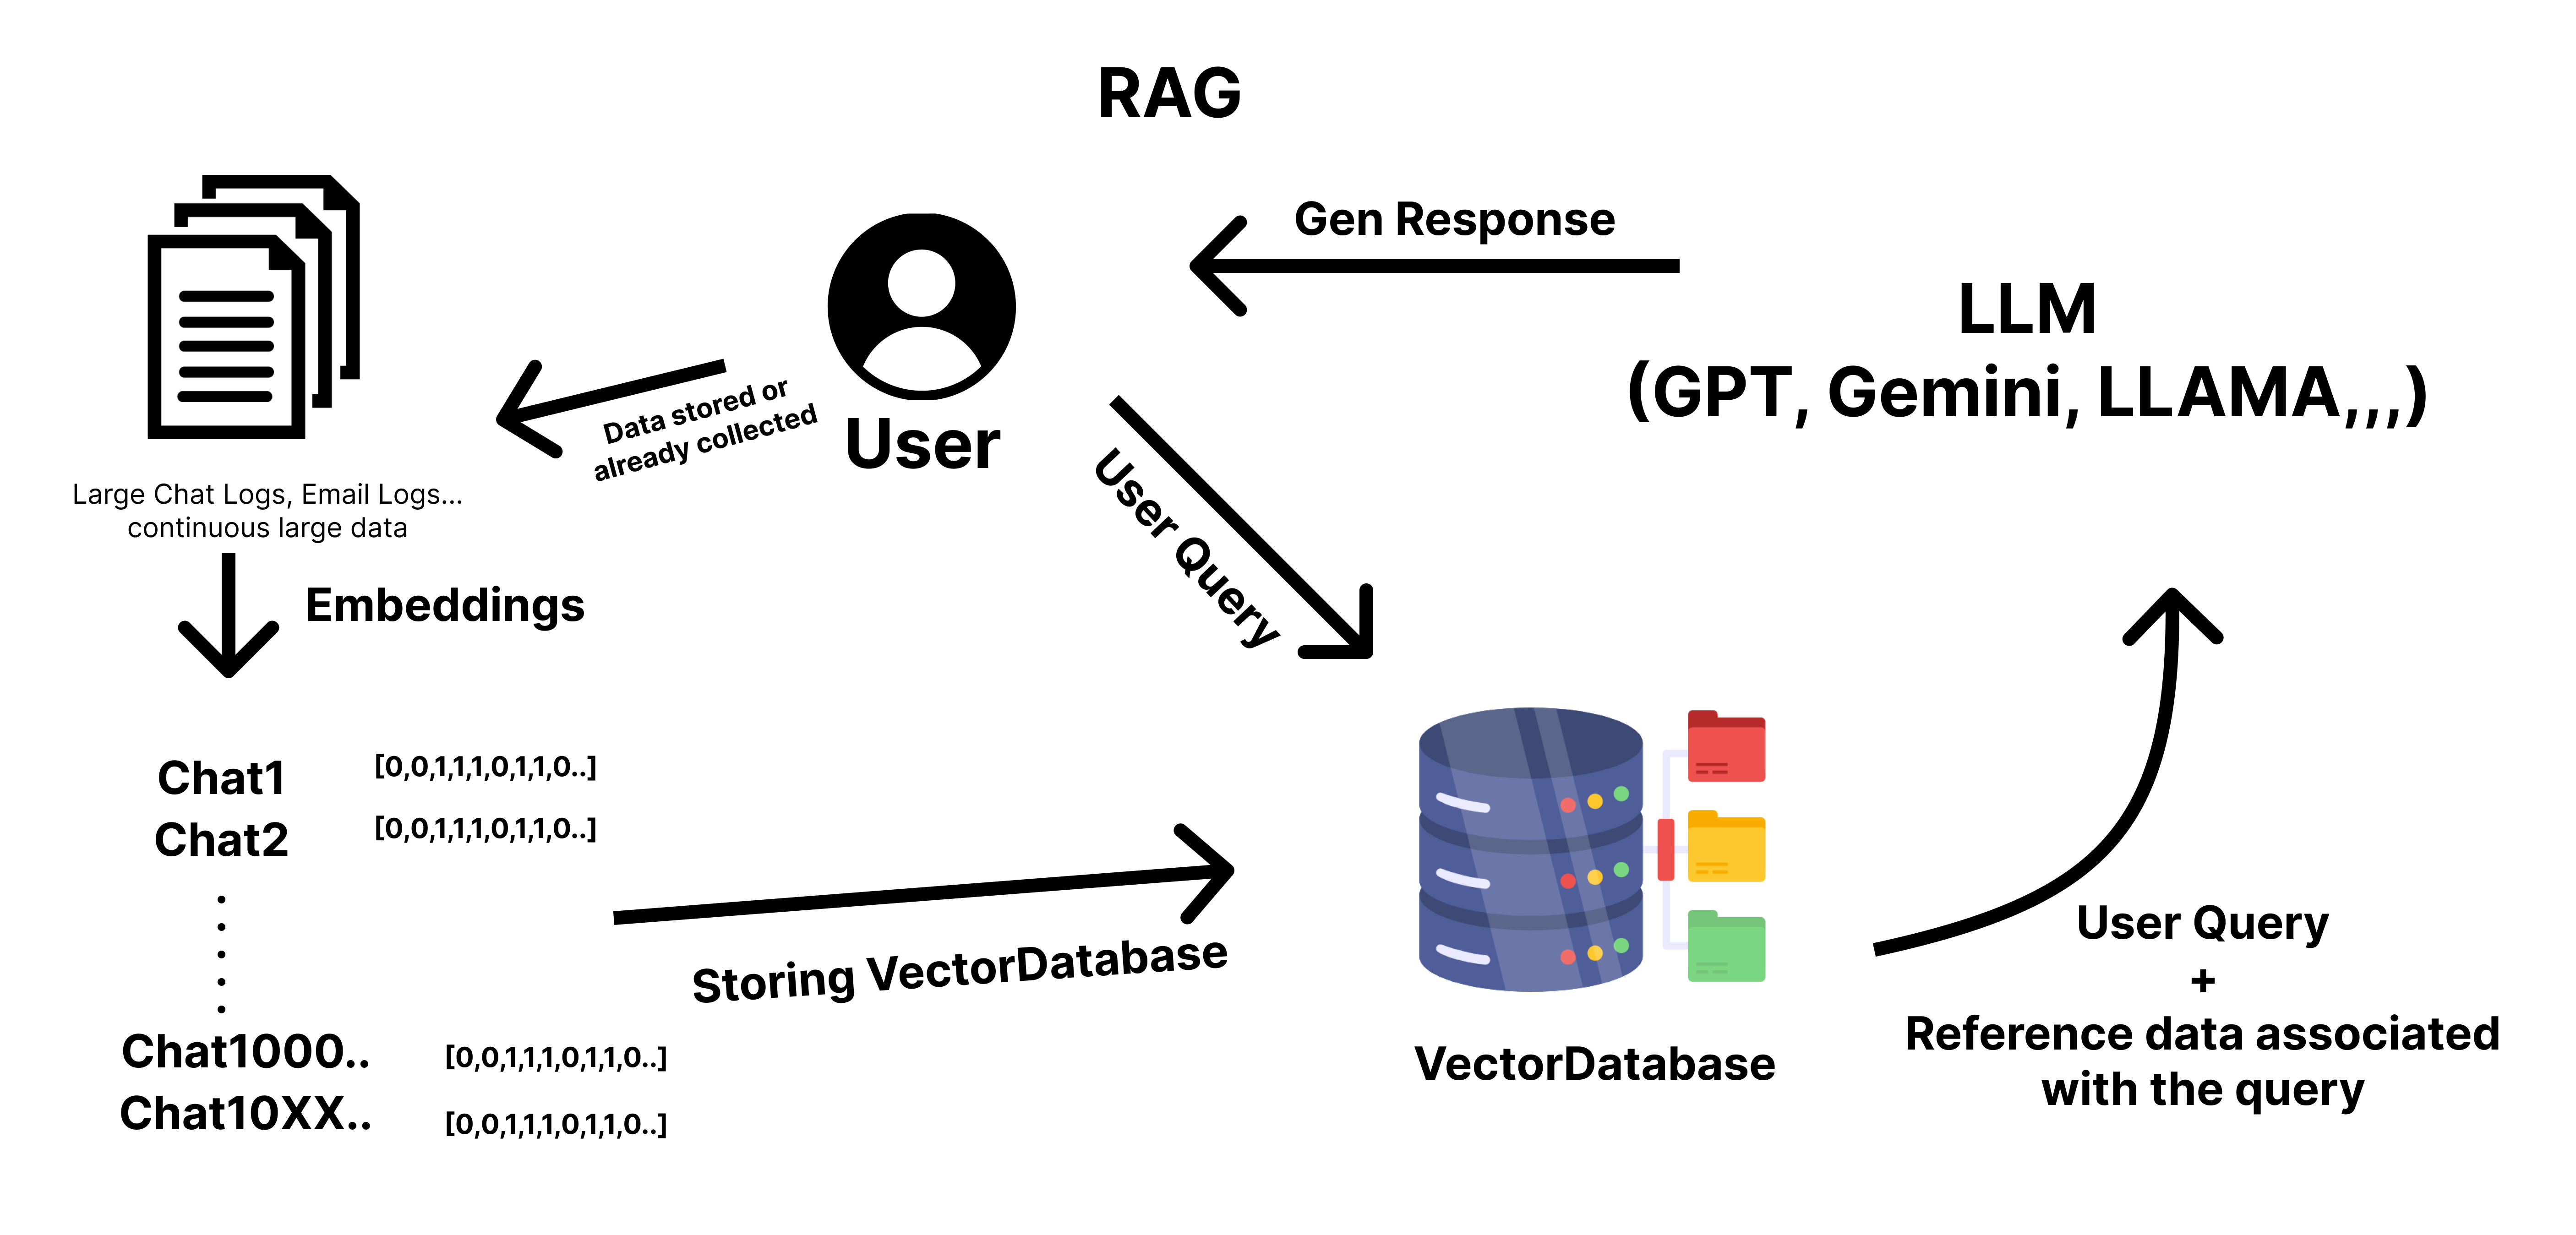 RAG
Gen Response
LLM
(GPT, Gemini, LLAMA,,,)
Data stored or
already collected
User
User Query
Large Chat Logs, Email Logs...
continuous large data
Embeddings
Chat1
[0,0,1,1,1,0,1,1,0..]
Chat2
[0,0,1,1,1,0,1,1,0..]
Storing VectorDatabase
Chat1000..
[0,0,1,1,1,0,1,1,0..]
Chat10XX..
[0,0,1,1,1,0,1,1,0..]
VectorDatabase
User Query
+
Reference data associated
with the query